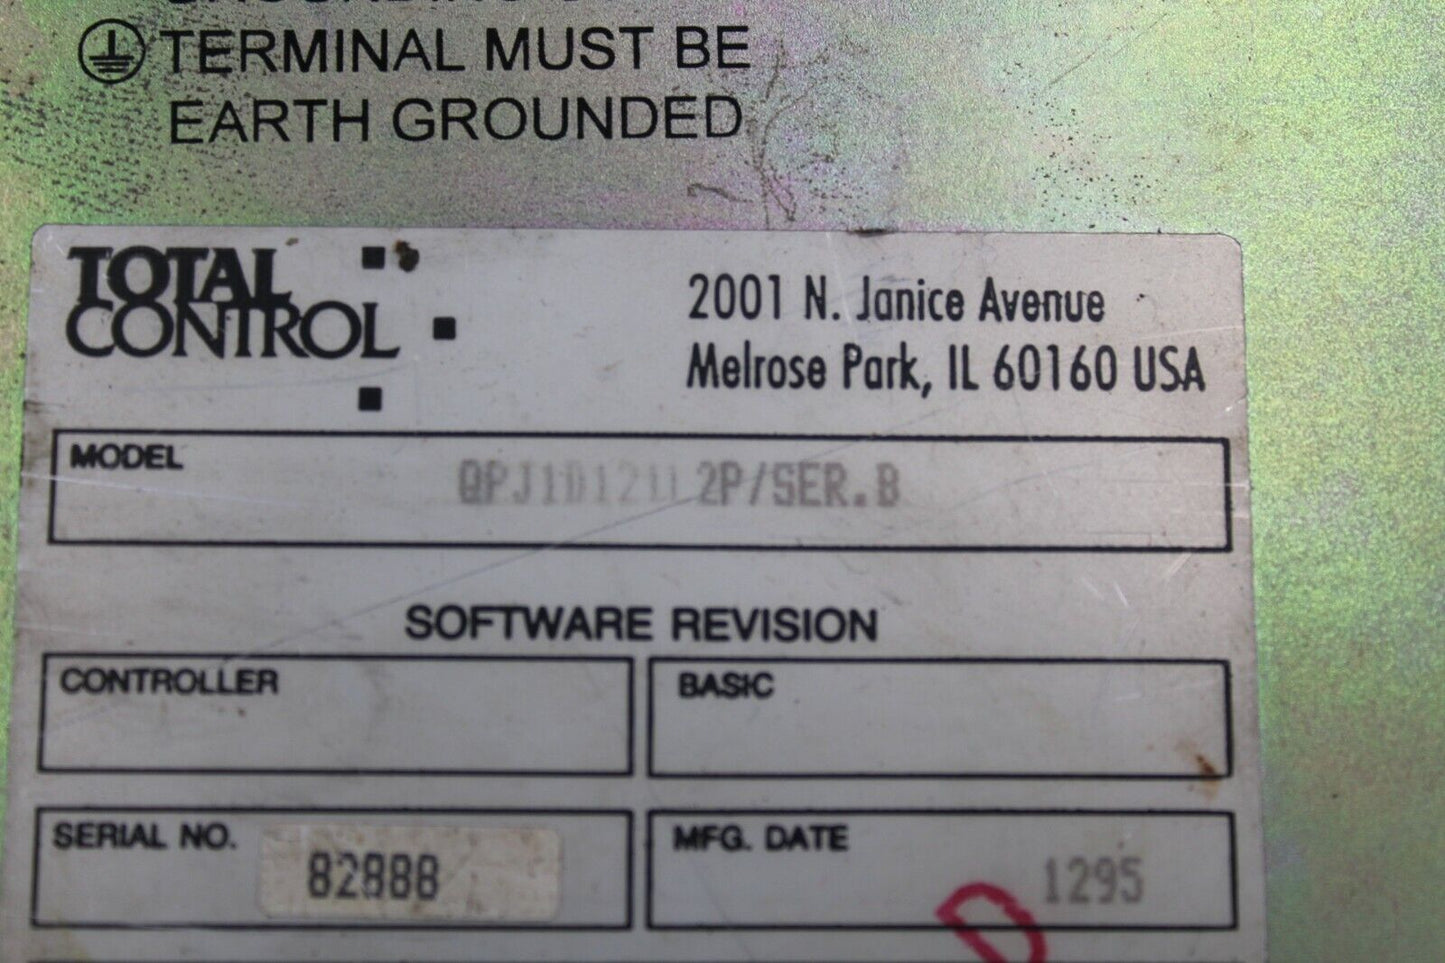 TERMINAL MUST BE
EARTH GROUNDED
TOTAL
CONTROL
2001 N. Janice Avenue
Melrose Park, IL 60160 USA
MODEL
2P/SER.B
SOFTWARE REVISION
CONTROLLER
BASIC
SERIAL NO.
82888
MFG. DATE
1295
D